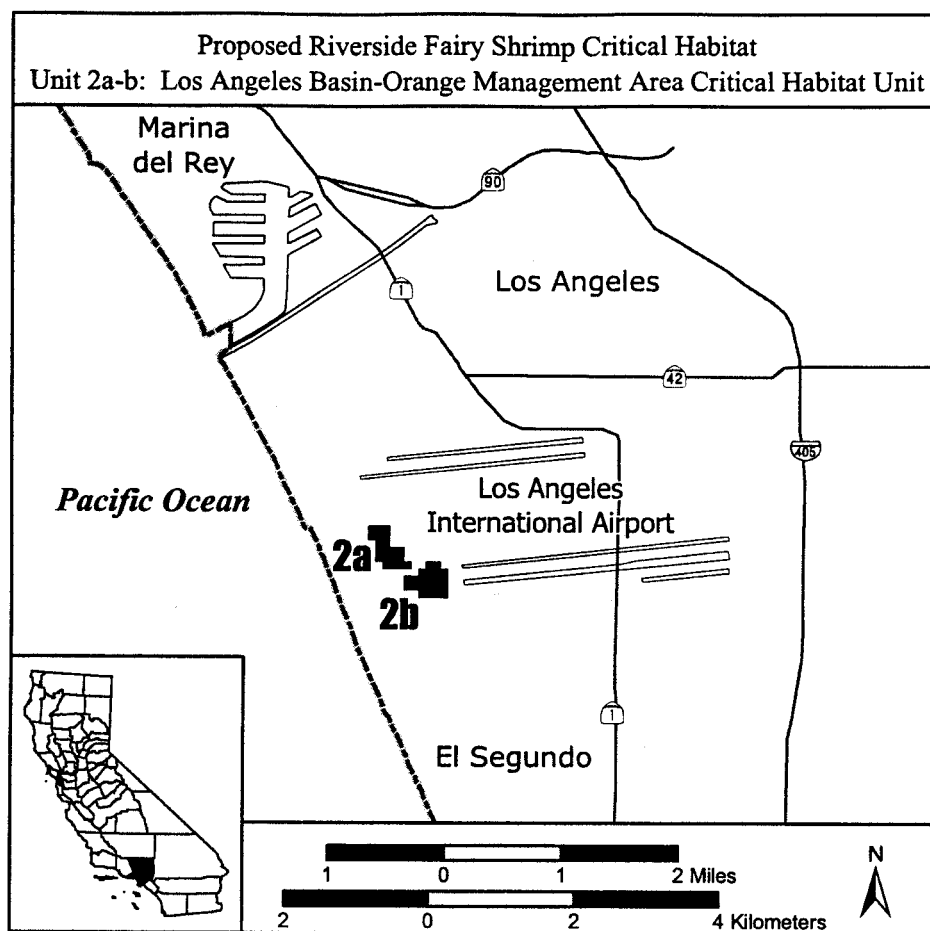 Proposed Riverside Fairy Shrimp Critical Habitat
Unit 2a-b: Los Angeles Basin-Orange Management Area Critical Habitat Unit
Marina
del Rey
90
Los Angeles
1
42
405
Pacific Ocean
Los Angeles
International Airport
2a
2b
1
El Segundo
N
1 0 1 2 Miles
2 0 2 4 Kilometers